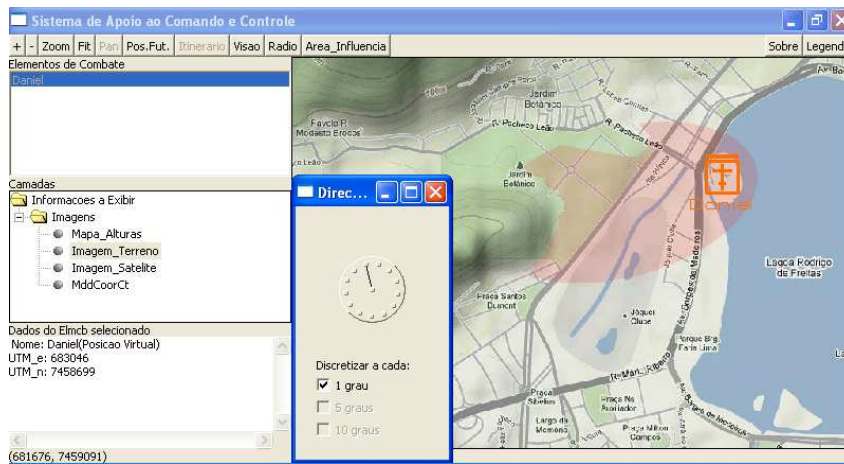 Sistema de Apoio ao Comando e Controle
+ - Zoom Fit Pan Pos.Fut. Itinerario Visao Radio Area_Influencia Sobre Legend
Elementos de Combate
Daniel
Camadas
Informacoes a Exibir
Imagens
Mapa_Alturas
Imagem_Terreno
Imagem_Satelite
MddCoorCt
Dados do Elmcb selecionado
Nome: Daniel(Posicao Virtual)
UTM_e: 683046
UTM_n: 7458699
(681676, 7459091)
Direc...
Discretizar a cada:
1 grau
5 graus
10 graus
Jardim
Botânico
Favela P.
Modesto Brocos
R. Pacheco Leão
R. Pacheco Leão
Jardim
Botânico
Daniel
Lagoa Rodrigo
de Freitas
Praça Santos
Dumont
Jóquei
Clube
Parque Brg.
Faria Lima
Praça
Sibelius
Largo da
Memória
Praça Milton
Campos